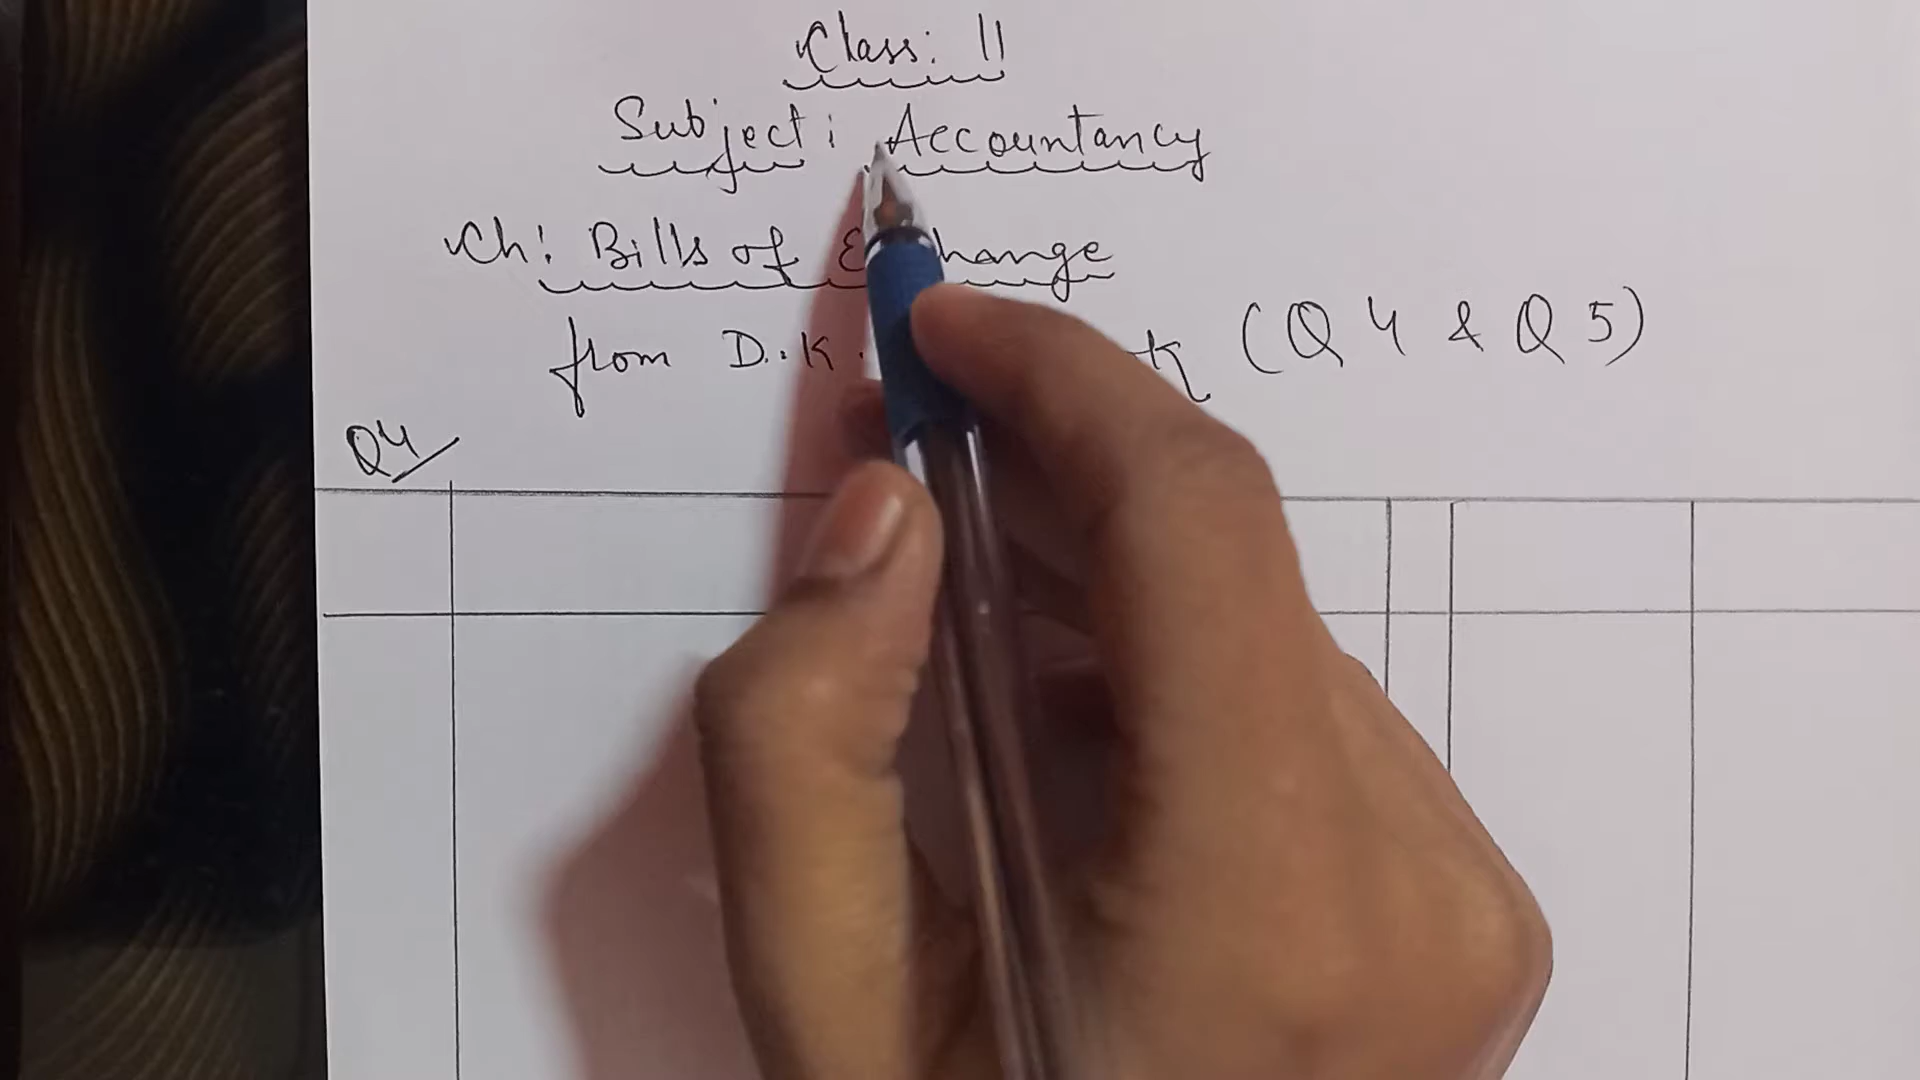 Class: 11
Subject: Accountancy
Ch: Bills of
from D.K. (Q 4 & Q 5)
Q4